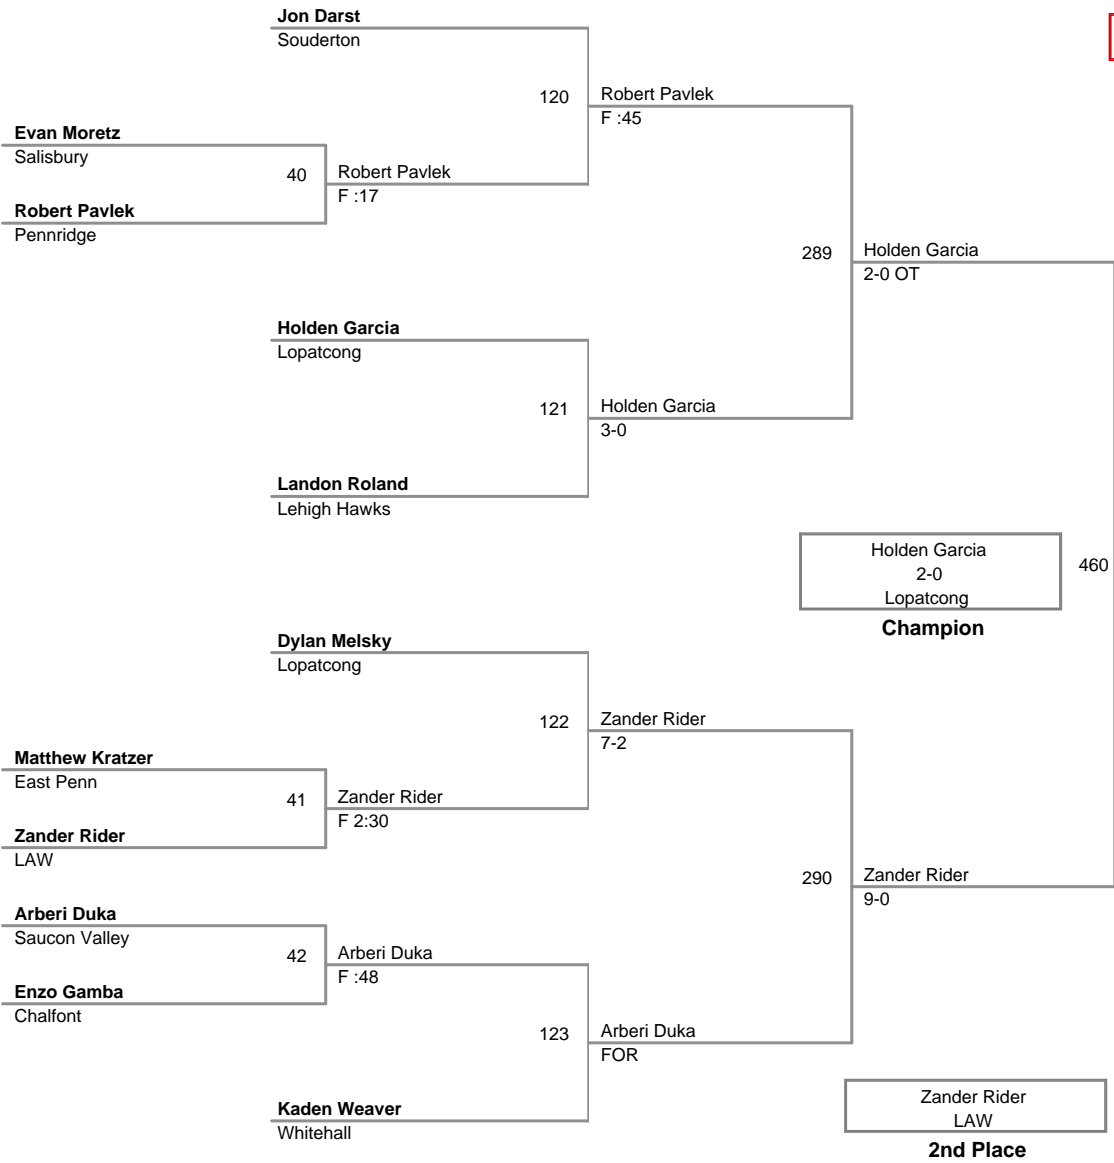 Jon Darst
Souderton
120
Robert Pavlek
F :45
Evan Moretz
Salisbury
40
Robert Pavlek
F :17
Robert Pavlek
Pennridge
289
Holden Garcia
2-0 OT
Holden Garcia
Lopatcong
121
Holden Garcia
3-0
Landon Roland
Lehigh Hawks
Holden Garcia
2-0
Lopatcong
460
Champion
Dylan Melsky
Lopatcong
122
Zander Rider
7-2
Matthew Kratzer
East Penn
41
Zander Rider
F 2:30
Zander Rider
LAW
290
Zander Rider
9-0
Arberi Duka
Saucon Valley
42
Arberi Duka
F :48
Enzo Gamba
Chalfont
123
Arberi Duka
FOR
Kaden Weaver
Whitehall
Zander Rider
LAW
2nd Place